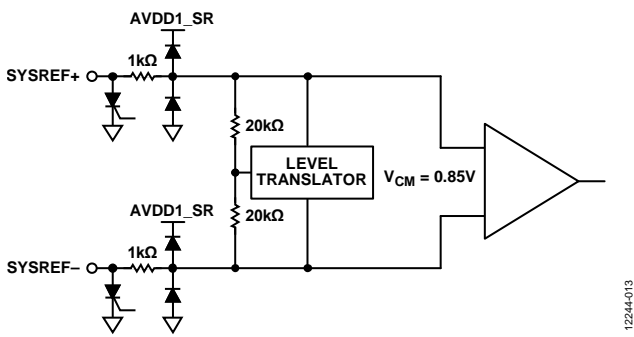 AVDD1_SR
1kΩ
SYSREF+
20kΩ
LEVEL
TRANSLATOR
VCM = 0.85V
20kΩ
AVDD1_SR
1kΩ
SYSREF–
12244-013